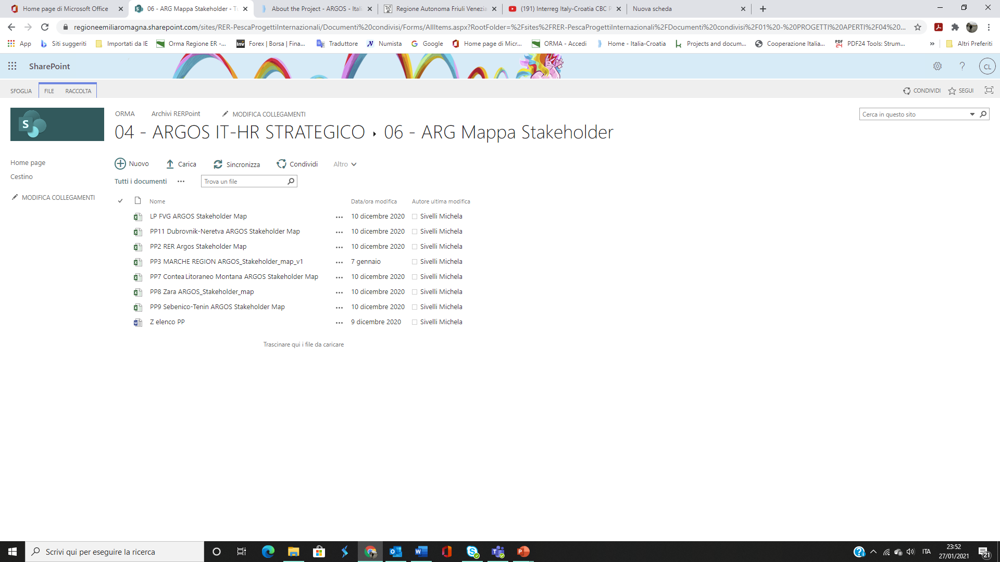 Home page di Microsoft Office
06 - ARG Mappa Stakeholder - Tu
About the Project - ARGOS - Itali
Regione Autonoma Friuli Venezia
(191) Interreg Italy-Croatia CBC P
Nuova scheda
regioneemiliaromagna.sharepoint.com/sites/RER-PescaProgettiInternazionali/Documenti%20condivisi/Forms/AllItems.aspx?RootFolder=%2Fsites%2FRER-PescaProgettiInternazionali%2FDocumenti%20condivisi%2F01%20-%20PROGETTI%20APERTI%2F04%20...
App
Siti suggeriti
Importati da IE
Orma Regione ER -...
Forex | Borsa | Fina...
Traduttore
Numista
Google
Home page di Micr...
ORMA - Accedi
Home - Italia-Croatia
Projects and docum...
Cooperazione Italia...
PDF24 Tools: Strum...
»
Altri Preferiti
SharePoint
?
CL
SFOGLIA
FILE
RACCOLTA
CONDIVIDI
SEGUI
S
ORMA
Archivi RERPoint
MODIFICA COLLEGAMENTI
Cerca in questo sito
04 - ARGOS IT-HR STRATEGICO ▸ 06 - ARG Mappa Stakeholder
Home page
Cestino
MODIFICA COLLEGAMENTI
Nuovo
Carica
Sincronizza
Condividi
Altro
Tutti i documenti
...
Trova un file
Nome Data/ora modifica Autore ultima modifica
LP FVG ARGOS Stakeholder Map ... 10 dicembre 2020 Sivelli Michela
PP11 Dubrovnik-Neretva ARGOS Stakeholder Map ... 10 dicembre 2020 Sivelli Michela
PP2 RER Argos Stakeholder Map ... 10 dicembre 2020 Sivelli Michela
PP3 MARCHE REGION ARGOS_Stakeholder_map_v1 ... 7 gennaio Sivelli Michela
PP7 Contea Litoraneo Montana ARGOS Stakeholder Map ... 10 dicembre 2020 Sivelli Michela
PP8 Zara ARGOS_Stakeholder_map ... 10 dicembre 2020 Sivelli Michela
PP9 Sebenico-Tenin ARGOS Stakeholder Map ... 10 dicembre 2020 Sivelli Michela
Z elenco PP ... 9 dicembre 2020 Sivelli Michela
Trascinare qui i file da caricare
Scrivi qui per eseguire la ricerca
ITA
23:52
27/01/2021
21